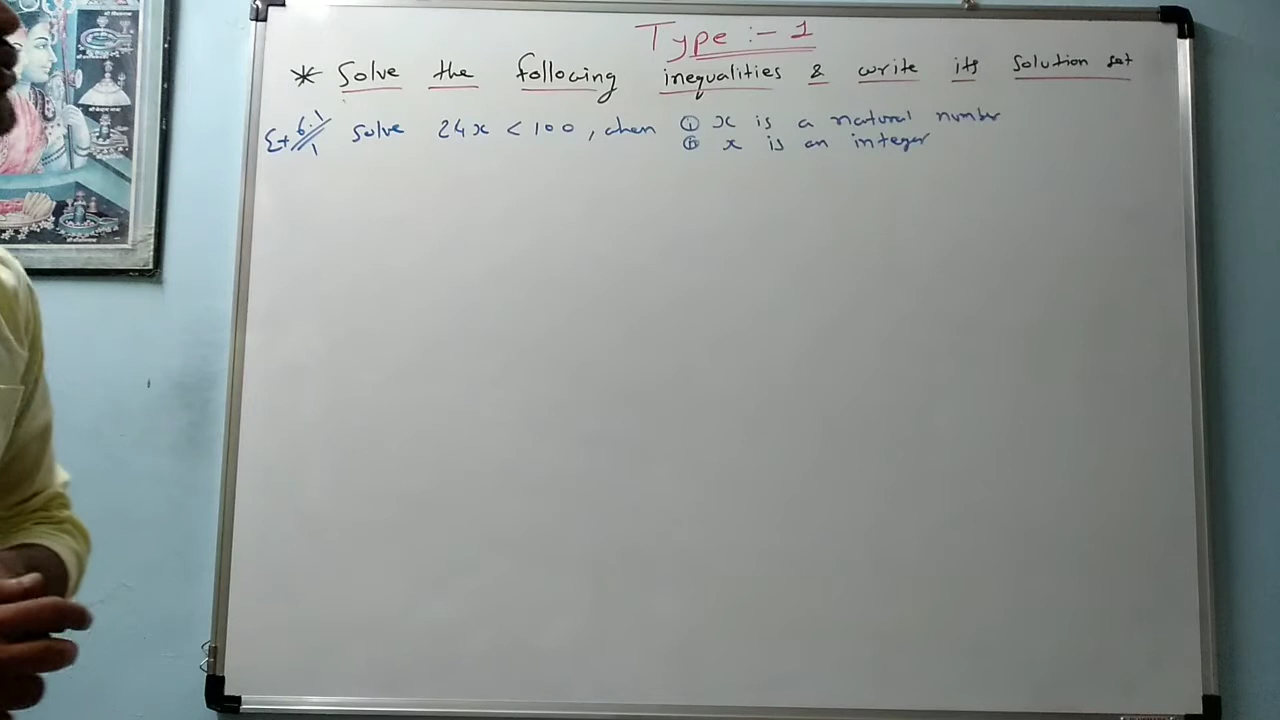 Type :- 1
* Solve the following inequalities & write its Solution set
Ex 6.1/1 Solve 24x < 100, when (i) x is a natural number
(ii) x is an integer